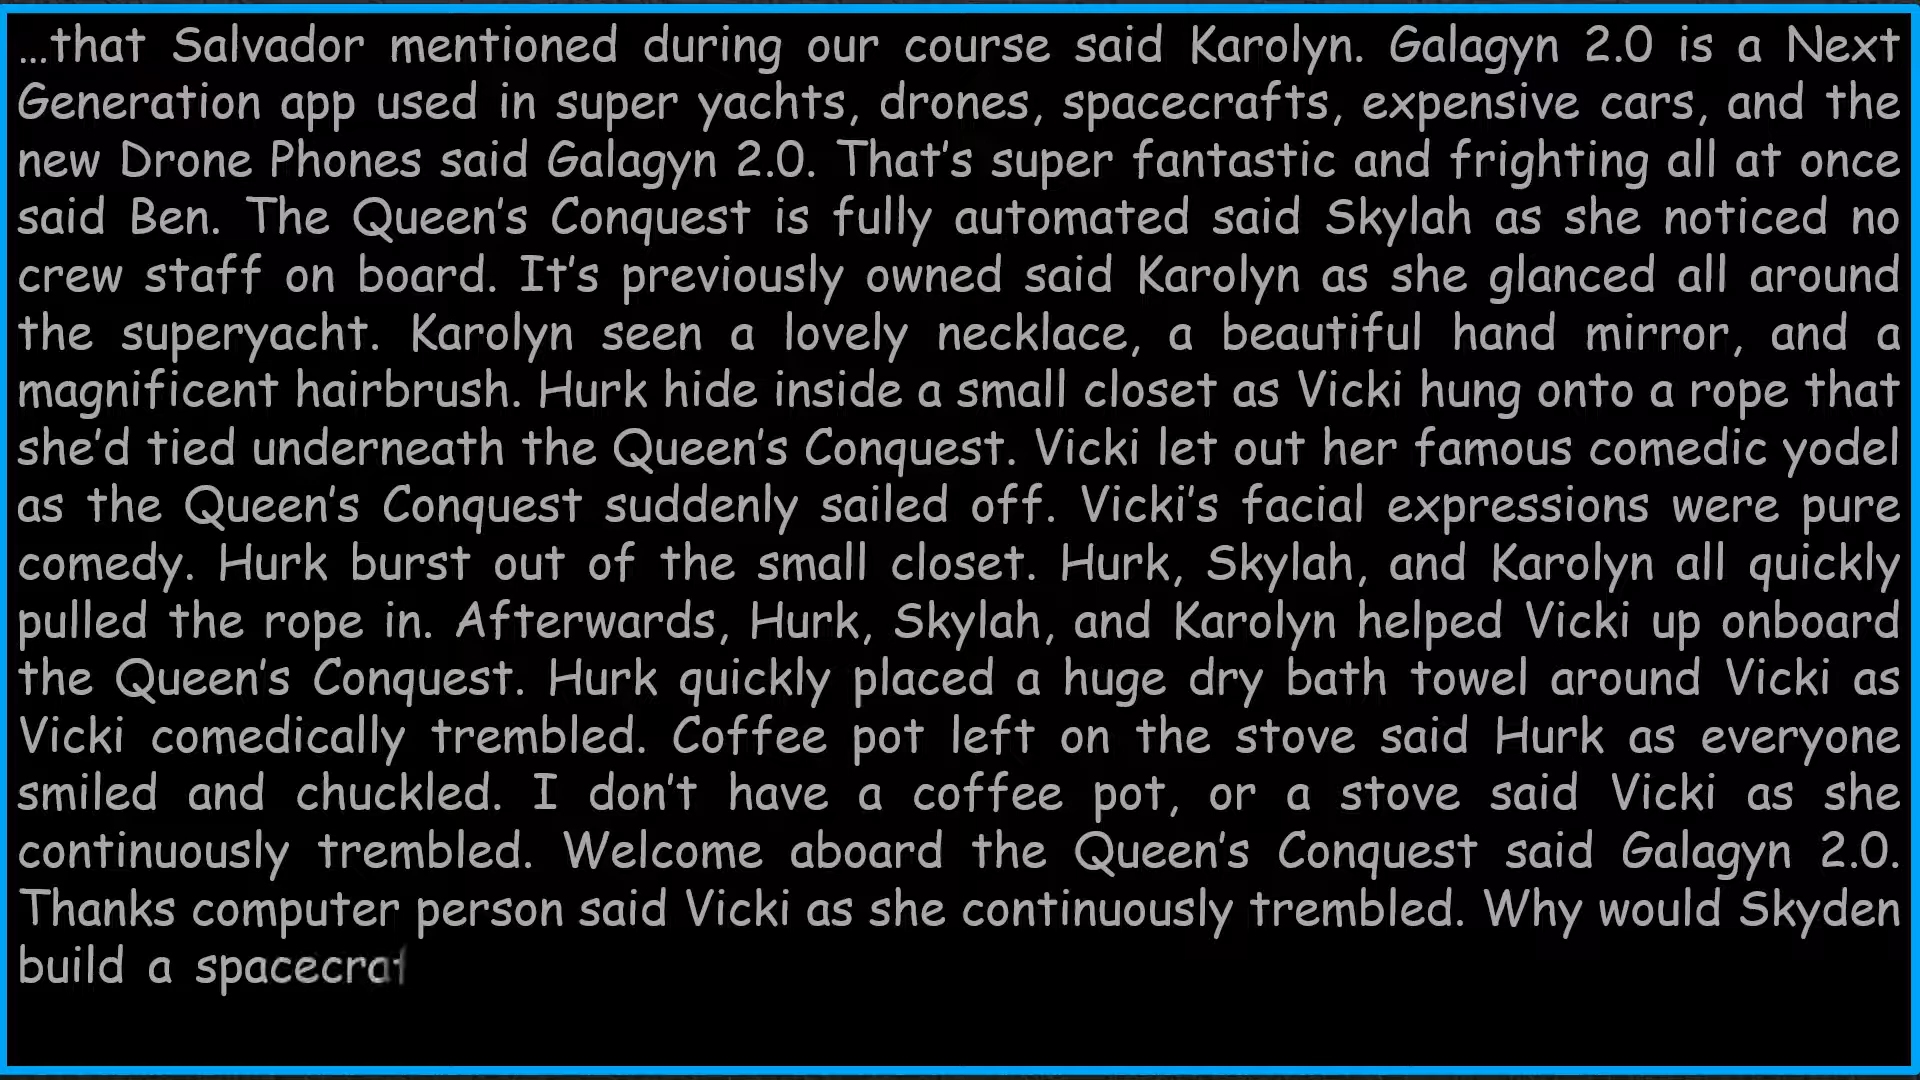 ...that Salvador mentioned during our course said Karolyn. Galagyn 2.0 is a Next
Generation app used in super yachts, drones, spacecrafts, expensive cars, and the
new Drone Phones said Galagyn 2.0. That's super fantastic and frighting all at once
said Ben. The Queen's Conquest is fully automated said Skylah as she noticed no
crew staff on board. It's previously owned said Karolyn as she glanced all around
the superyacht. Karolyn seen a lovely necklace, a beautiful hand mirror, and a
magnificent hairbrush. Hurk hide inside a small closet as Vicki hung onto a rope that
she'd tied underneath the Queen's Conquest. Vicki let out her famous comedic yodel
as the Queen's Conquest suddenly sailed off. Vicki's facial expressions were pure
comedy. Hurk burst out of the small closet. Hurk, Skylah, and Karolyn all quickly
pulled the rope in. Afterwards, Hurk, Skylah, and Karolyn helped Vicki up onboard
the Queen's Conquest. Hurk quickly placed a huge dry bath towel around Vicki as
Vicki comedically trembled. Coffee pot left on the stove said Hurk as everyone
smiled and chuckled. I don't have a coffee pot, or a stove said Vicki as she
continuously trembled. Welcome aboard the Queen's Conquest said Galagyn 2.0.
Thanks computer person said Vicki as she continuously trembled. Why would Skyden
build a